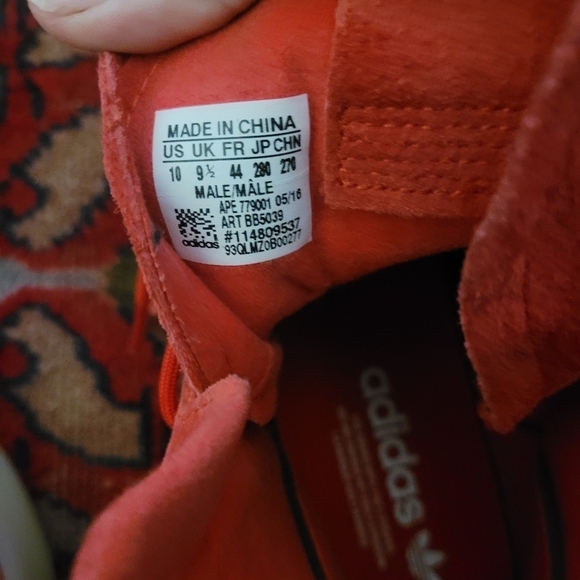 MADE IN CHINA
US UK FR JP CHN
10 9½ 44 280 270
MALE/MÂLE
APE 779001 05/16
ART BB5039
#114809537
93QLMZ0B00277
adidas
adidas